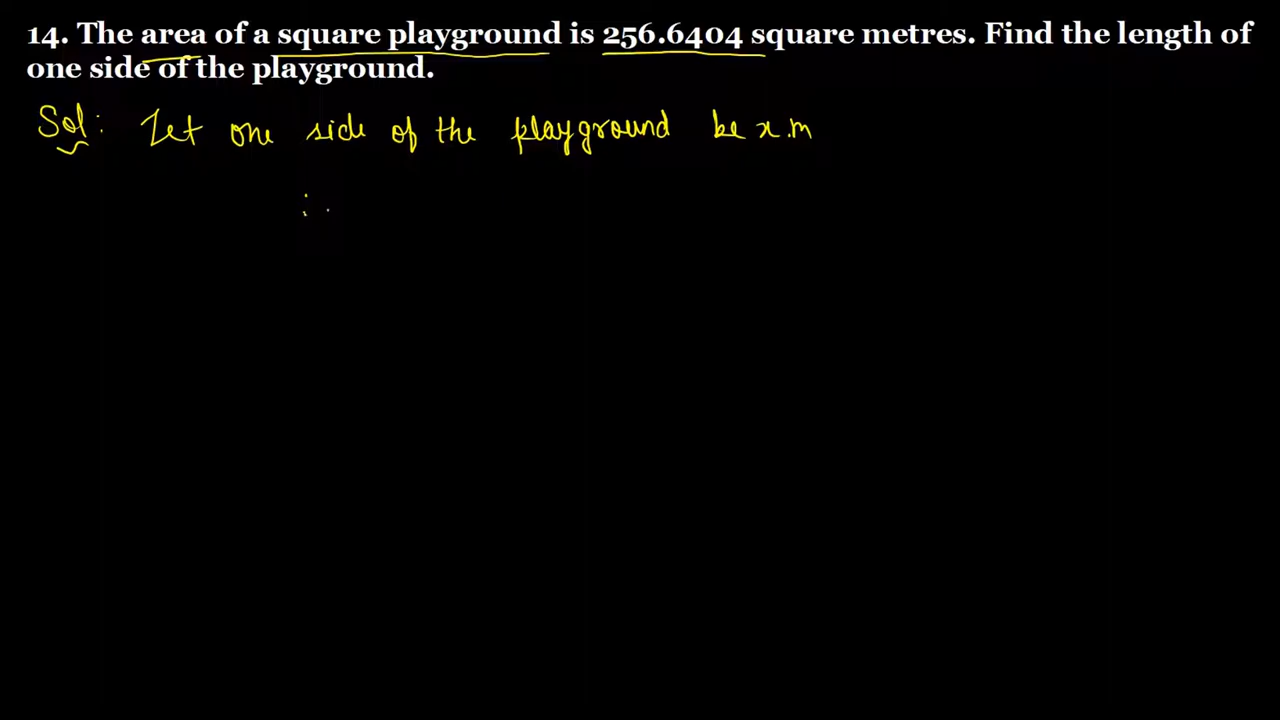 14. The area of a square playground is 256.6404 square metres. Find the length of
one side of the playground.
Sol: Let one side of the playground be x.m
∴